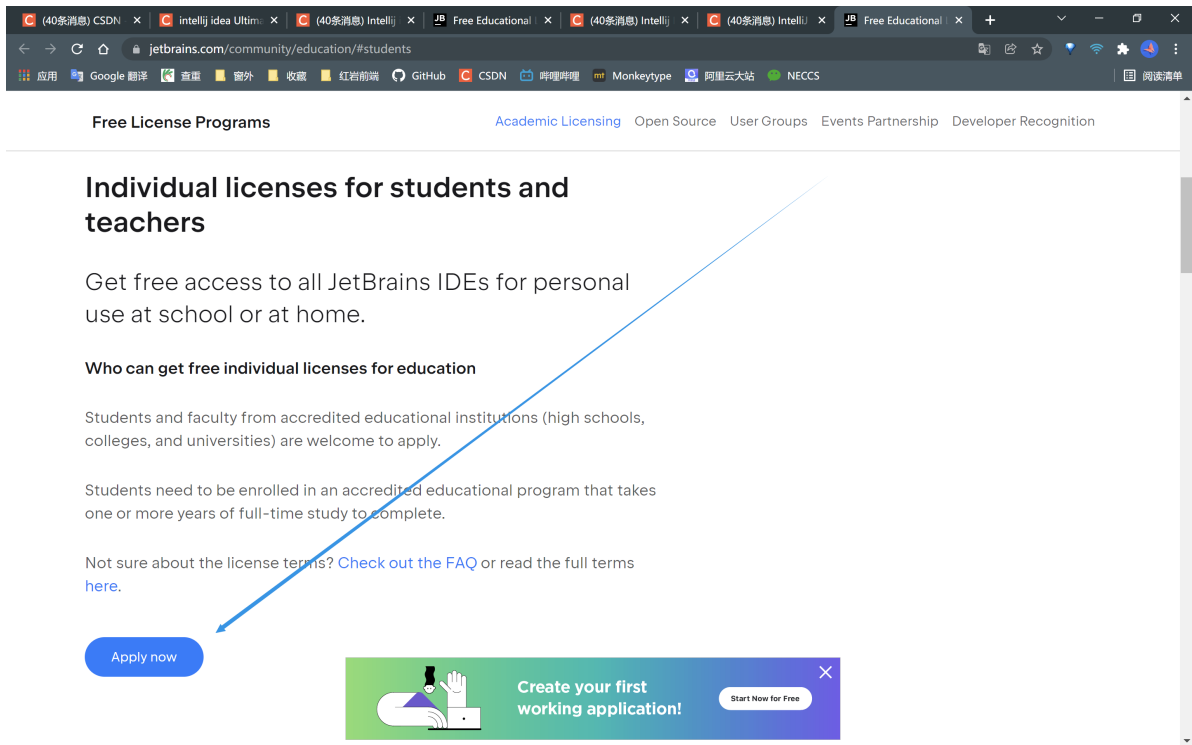 (40条消息) CSDN
intellij idea Ultima
(40条消息) Intellij
Free Educational
(40条消息) Intellij
(40条消息) IntelliJ
Free Educational
jetbrains.com/community/education/#students
应用
Google 翻译
查重
窗外
收藏
红岩前端
GitHub
CSDN
哔哩哔哩
mt
Monkeytype
阿里云大站
NECCS
阅读清单
Free License Programs
Academic Licensing
Open Source
User Groups
Events Partnership
Developer Recognition
Individual licenses for students and
teachers
Get free access to all JetBrains IDEs for personal
use at school or at home.
Who can get free individual licenses for education
Students and faculty from accredited educational institutions (high schools,
colleges, and universities) are welcome to apply.
Students need to be enrolled in an accredited educational program that takes
one or more years of full-time study to complete.
Not sure about the license terms? Check out the FAQ or read the full terms
here.
Apply now
Create your first
working application!
Start Now for Free